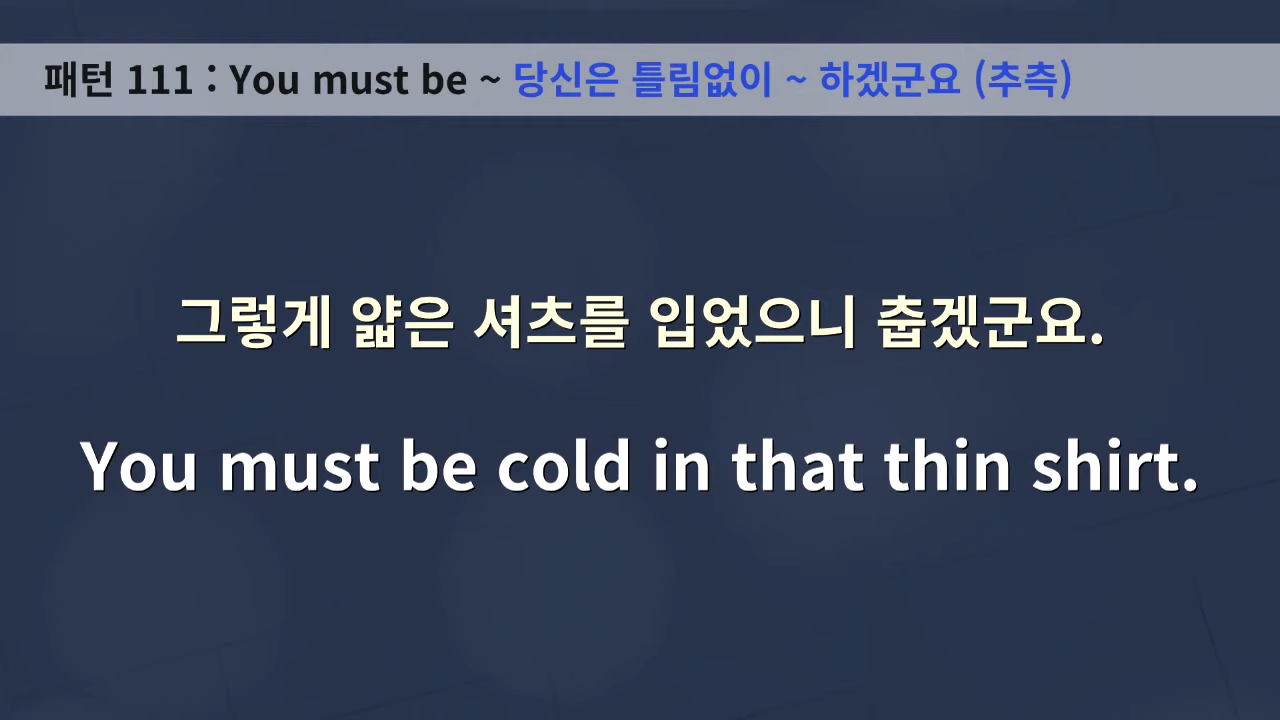 패턴 111 : You must be ~ 당신은 틀림없이 ~ 하겠군요 (추측)
그렇게 얇은 셔츠를 입었으니 춥겠군요.
You must be cold in that thin shirt.